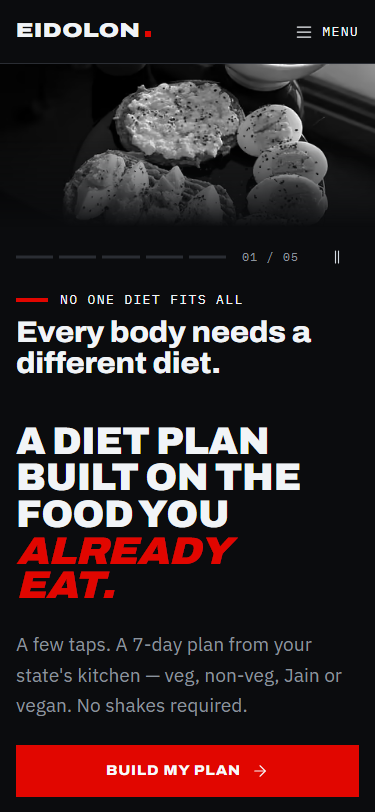 EIDOLON.
MENU
01 / 05
NO ONE DIET FITS ALL
Every body needs a
different diet.
A DIET PLAN
BUILT ON THE
FOOD YOU
ALREADY
EAT.
A few taps. A 7-day plan from your
state's kitchen — veg, non-veg, Jain or
vegan. No shakes required.
BUILD MY PLAN →